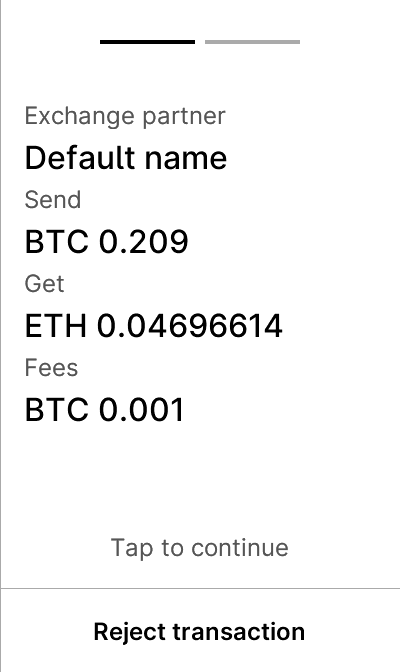 Exchange partner
Default name
Send
BTC 0.209
Get
ETH 0.04696614
Fees
BTC 0.001
Tap to continue
Reject transaction